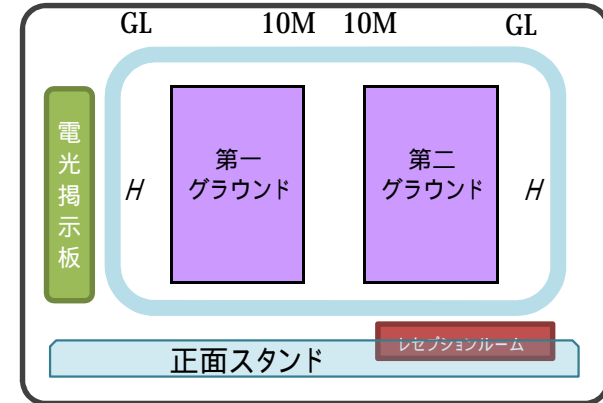 GL 10M 10M GL
電光掲示板
第一
グラウンド
第二
グラウンド
H
H
レセプションルーム
正面スタンド